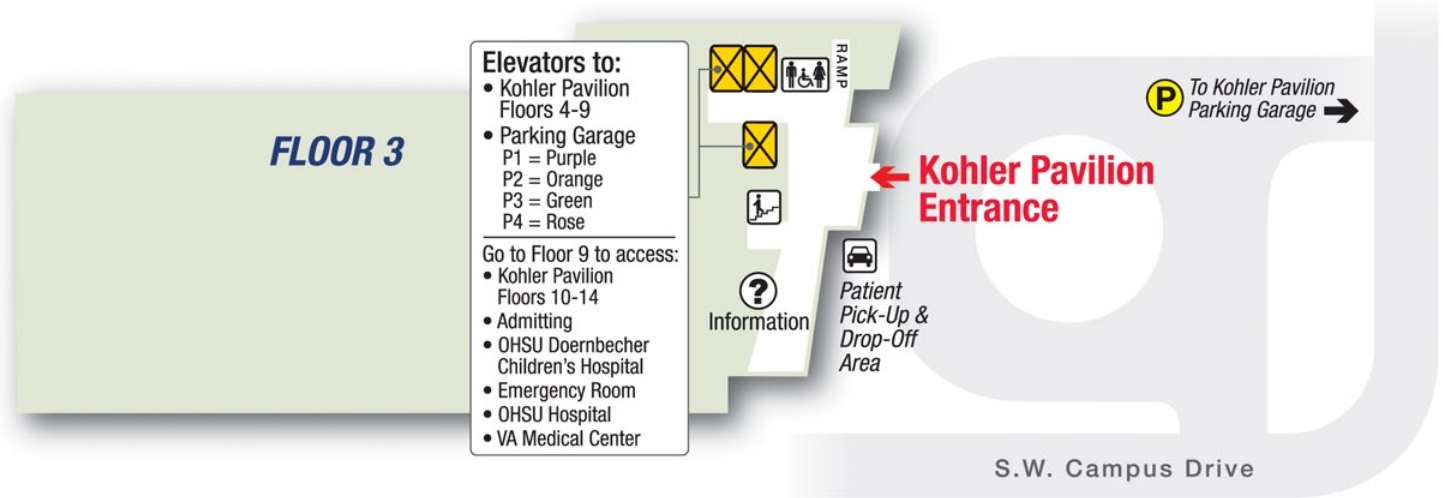 FLOOR 3
Elevators to:
• Kohler Pavilion
Floors 4-9
• Parking Garage
P1 = Purple
P2 = Orange
P3 = Green
P4 = Rose
Go to Floor 9 to access:
• Kohler Pavilion
Floors 10-14
• Admitting
• OHSU Doernbecher
Children's Hospital
• Emergency Room
• OHSU Hospital
• VA Medical Center
RAMP
?
Information
Patient
Pick-Up &
Drop-Off
Area
Kohler Pavilion
Entrance
P
To Kohler Pavilion
Parking Garage
S.W. Campus Drive